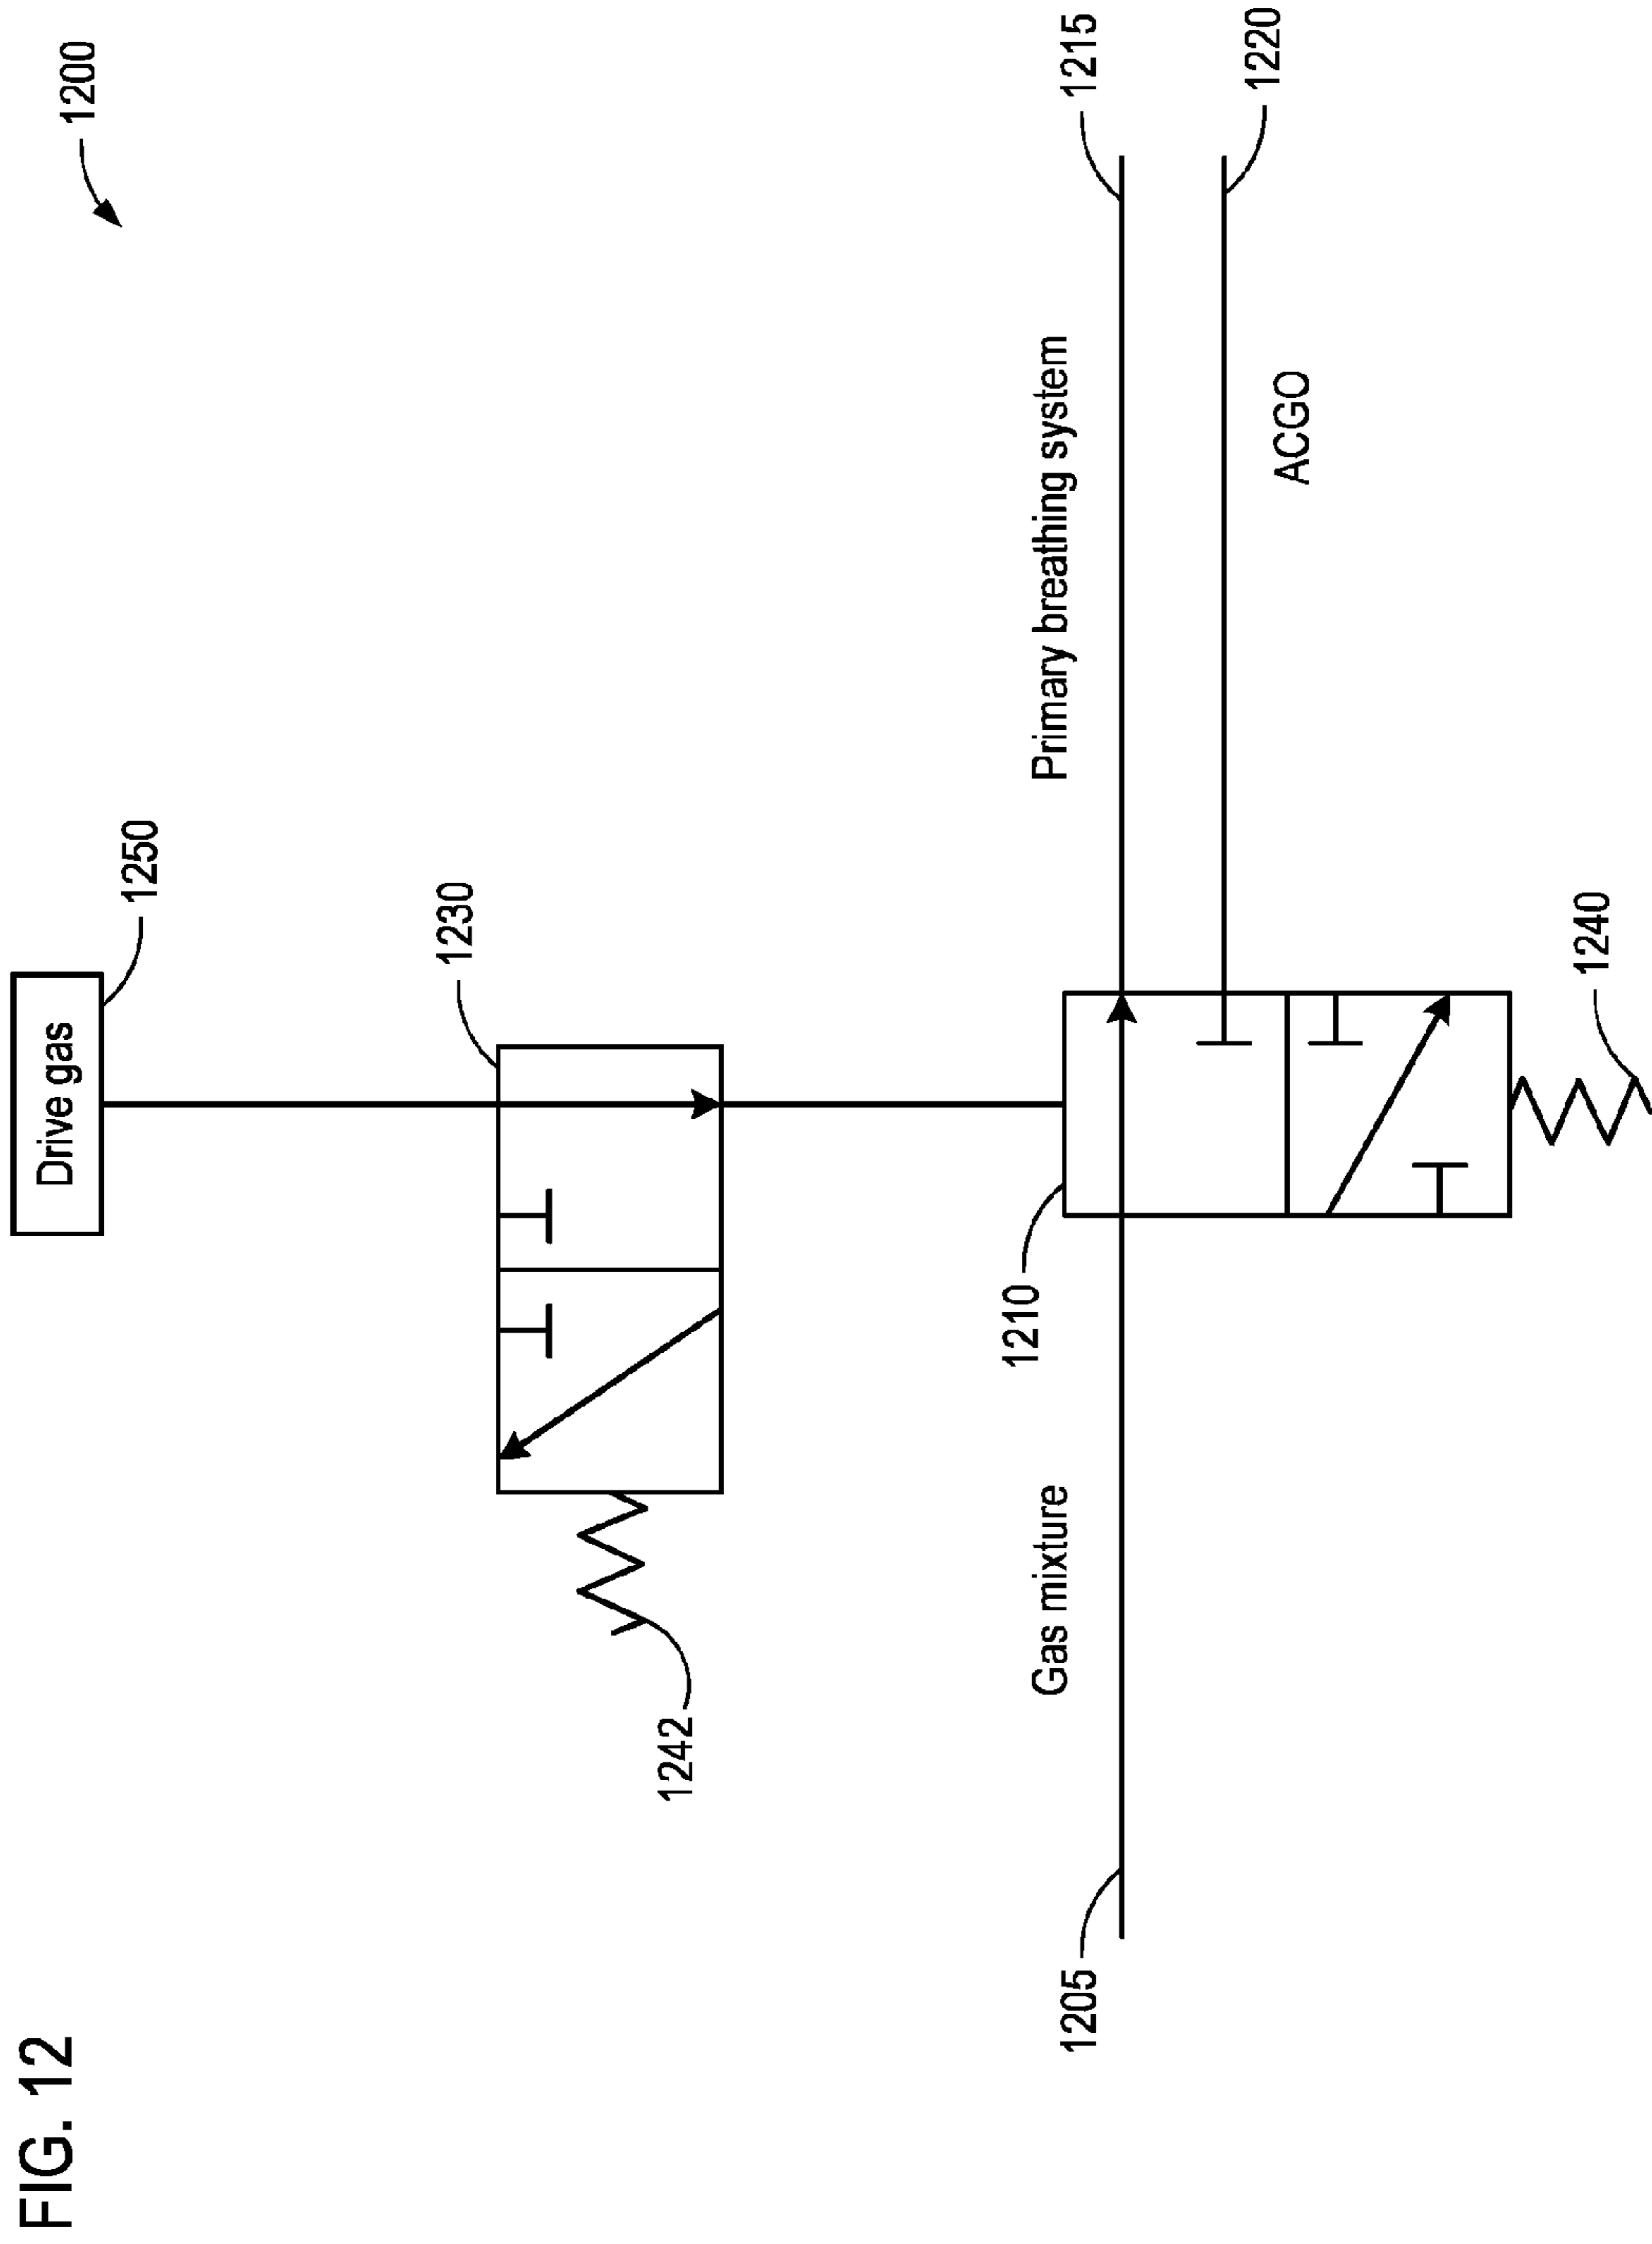 FIG. 12
1200
Drive gas
1250
1230
1242
1205
Gas mixture
1210
Primary breathing system
1215
1220
ACGO
1240